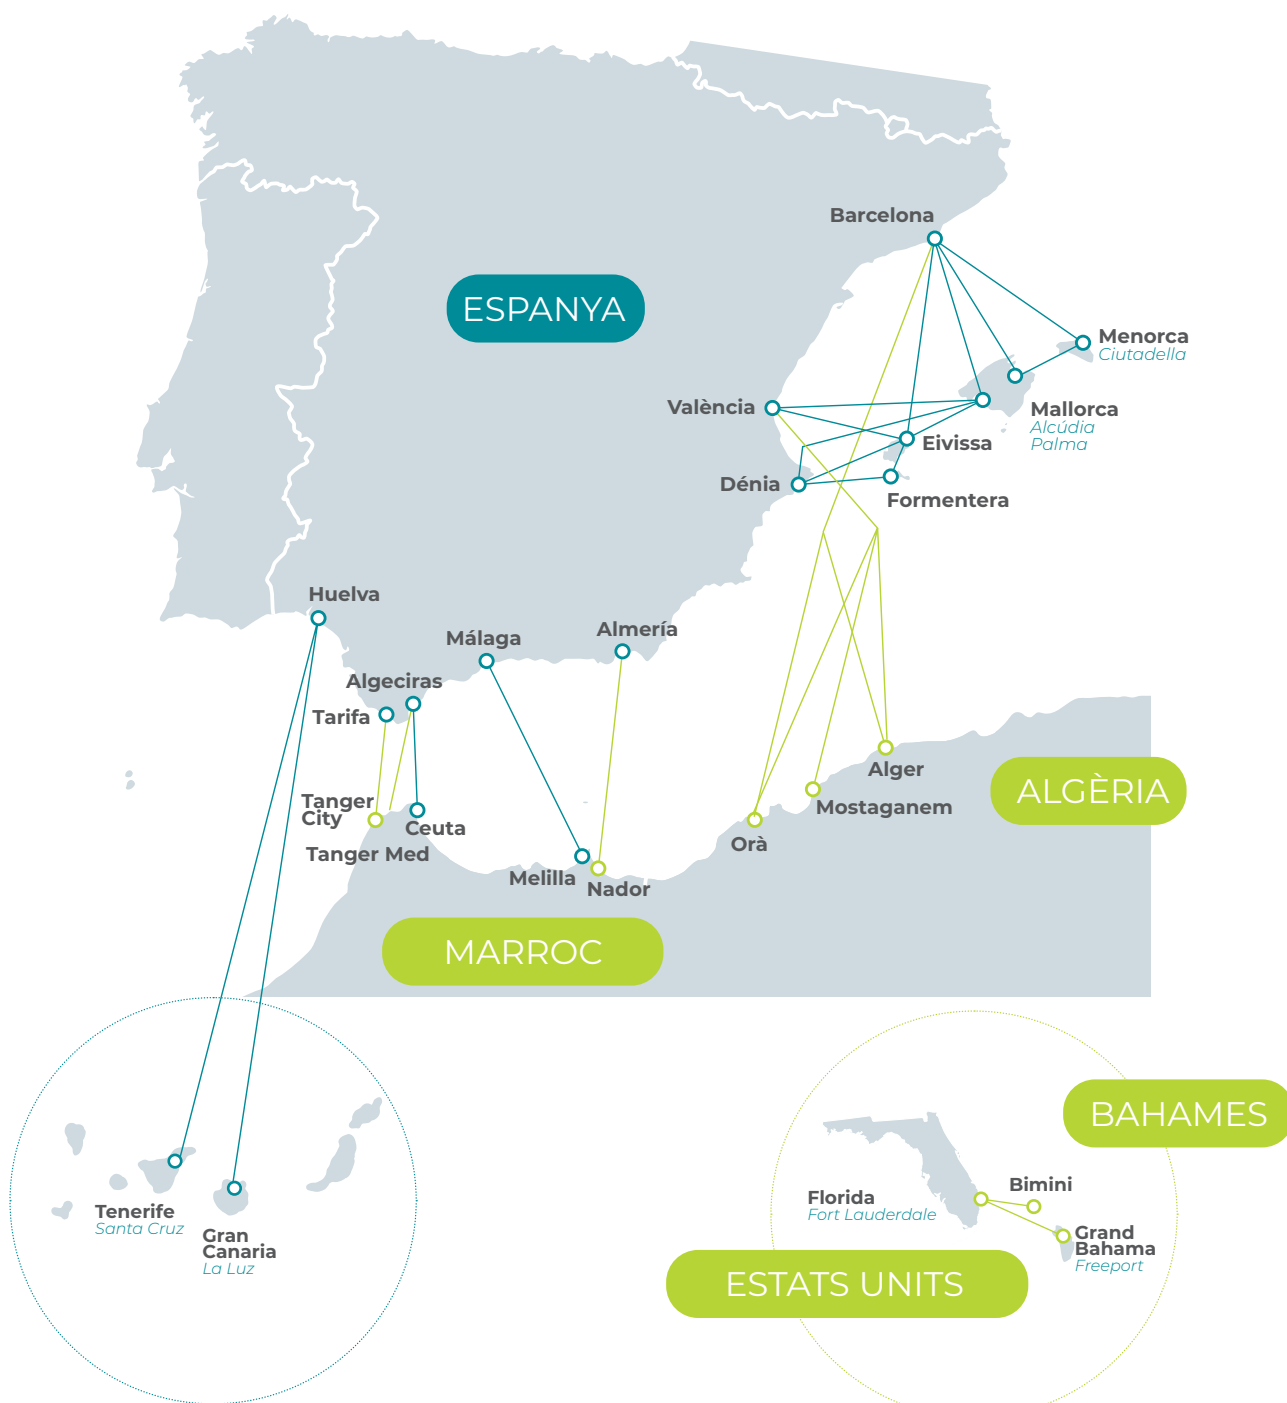 Barcelona
ESPANYA
Menorca
Ciutadella
València
Mallorca
Alcúdia
Palma
Eivissa
Dénia
Formentera
Huelva
Málaga
Almería
Algeciras
Tarifa
Alger
ALGÈRIA
Tanger
City
Mostaganem
Ceuta
Orà
Tanger Med
Melilla
Nador
MARROC
BAHAMES
Bimini
Florida
Fort Lauderdale
Tenerife
Santa Cruz
Gran
Canaria
La Luz
Grand
Bahama
Freeport
ESTATS UNITS